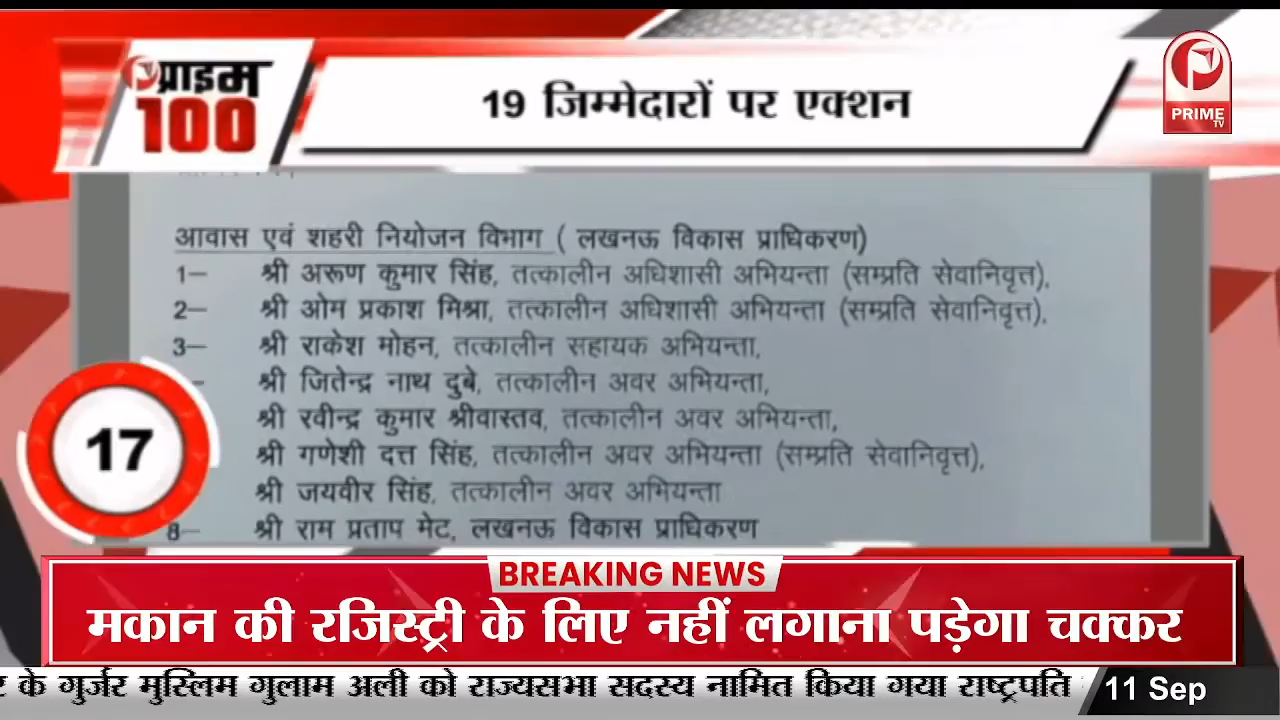 प्राइम
100
19 जिम्मेदारों पर एक्शन
PRIME
TV
आवास एवं शहरी नियोजन विभाग ( लखनऊ विकास प्राधिकरण)
1— श्री अरूण कुमार सिंह, तत्कालीन अधिशासी अभियन्ता (सम्प्रति सेवानिवृत्त),
2— श्री ओम प्रकाश मिश्रा, तत्कालीन अधिशासी अभियन्ता (सम्प्रति सेवानिवृत्त),
3— श्री राकेश मोहन, तत्कालीन सहायक अभियन्ता,
श्री जितेन्द्र नाथ दुबे, तत्कालीन अवर अभियन्ता,
श्री रवीन्द्र कुमार श्रीवास्तव, तत्कालीन अवर अभियन्ता,
श्री गणेशी दत्त सिंह, तत्कालीन अवर अभियन्ता (सम्प्रति सेवानिवृत्त),
श्री जयवीर सिंह, तत्कालीन अवर अभियन्ता
8— श्री राम प्रताप मेट, लखनऊ विकास प्राधिकरण
17
BREAKING NEWS
मकान की रजिस्ट्री के लिए नहीं लगाना पड़ेगा चक्कर
के गुर्जर मुस्लिम गुलाम अली को राज्यसभा सदस्य नामित किया गया राष्ट्रपति
11 Sep